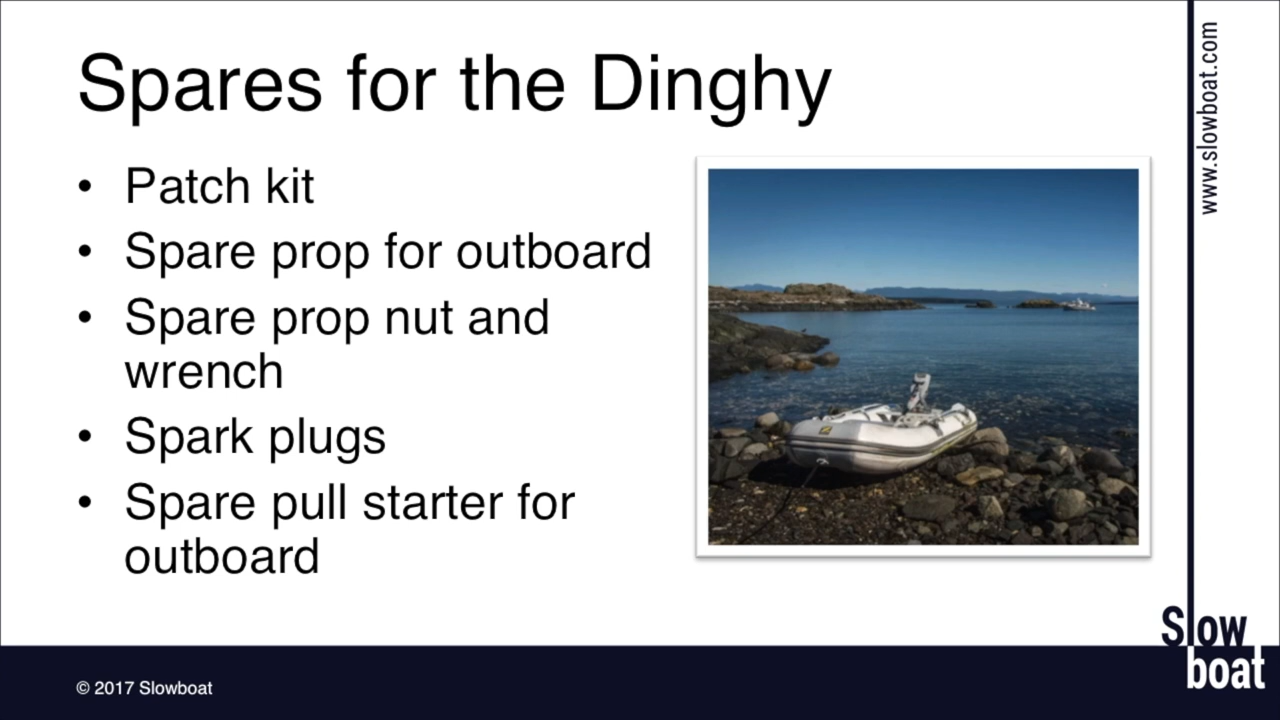 Spares for the Dinghy
• Patch kit
• Spare prop for outboard
• Spare prop nut and
wrench
• Spark plugs
• Spare pull starter for
outboard
www.slowboat.com
Slow
boat
© 2017 Slowboat